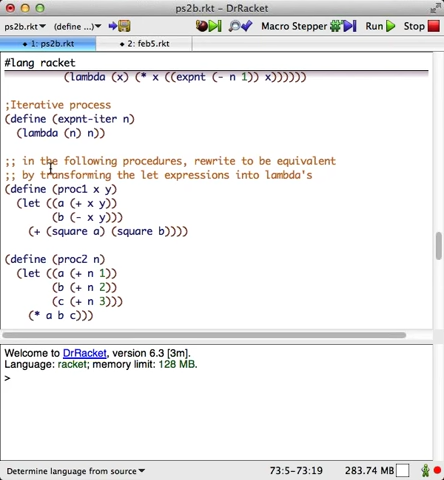 ps2b.rkt - DrRacket
ps2b.rkt (define ...) Macro Stepper Run Stop
1: ps2b.rkt 2: feb5.rkt
#lang racket
(lambda (x) (* x ((expnt (- n 1)) x))))))
;Iterative process
(define (expnt-iter n)
(lambda (n) n))
;; in the following procedures, rewrite to be equivalent
;; by transforming the let expressions into lambda's
(define (proc1 x y)
(let ((a (+ x y))
(b (- x y)))
(+ (square a) (square b))))
(define (proc2 n)
(let ((a (+ n 1))
(b (+ n 2))
(c (+ n 3)))
(* a b c)))
Welcome to DrRacket, version 6.3 [3m].
Language: racket; memory limit: 128 MB.
>
Determine language from source 73:5-73:19 283.74 MB